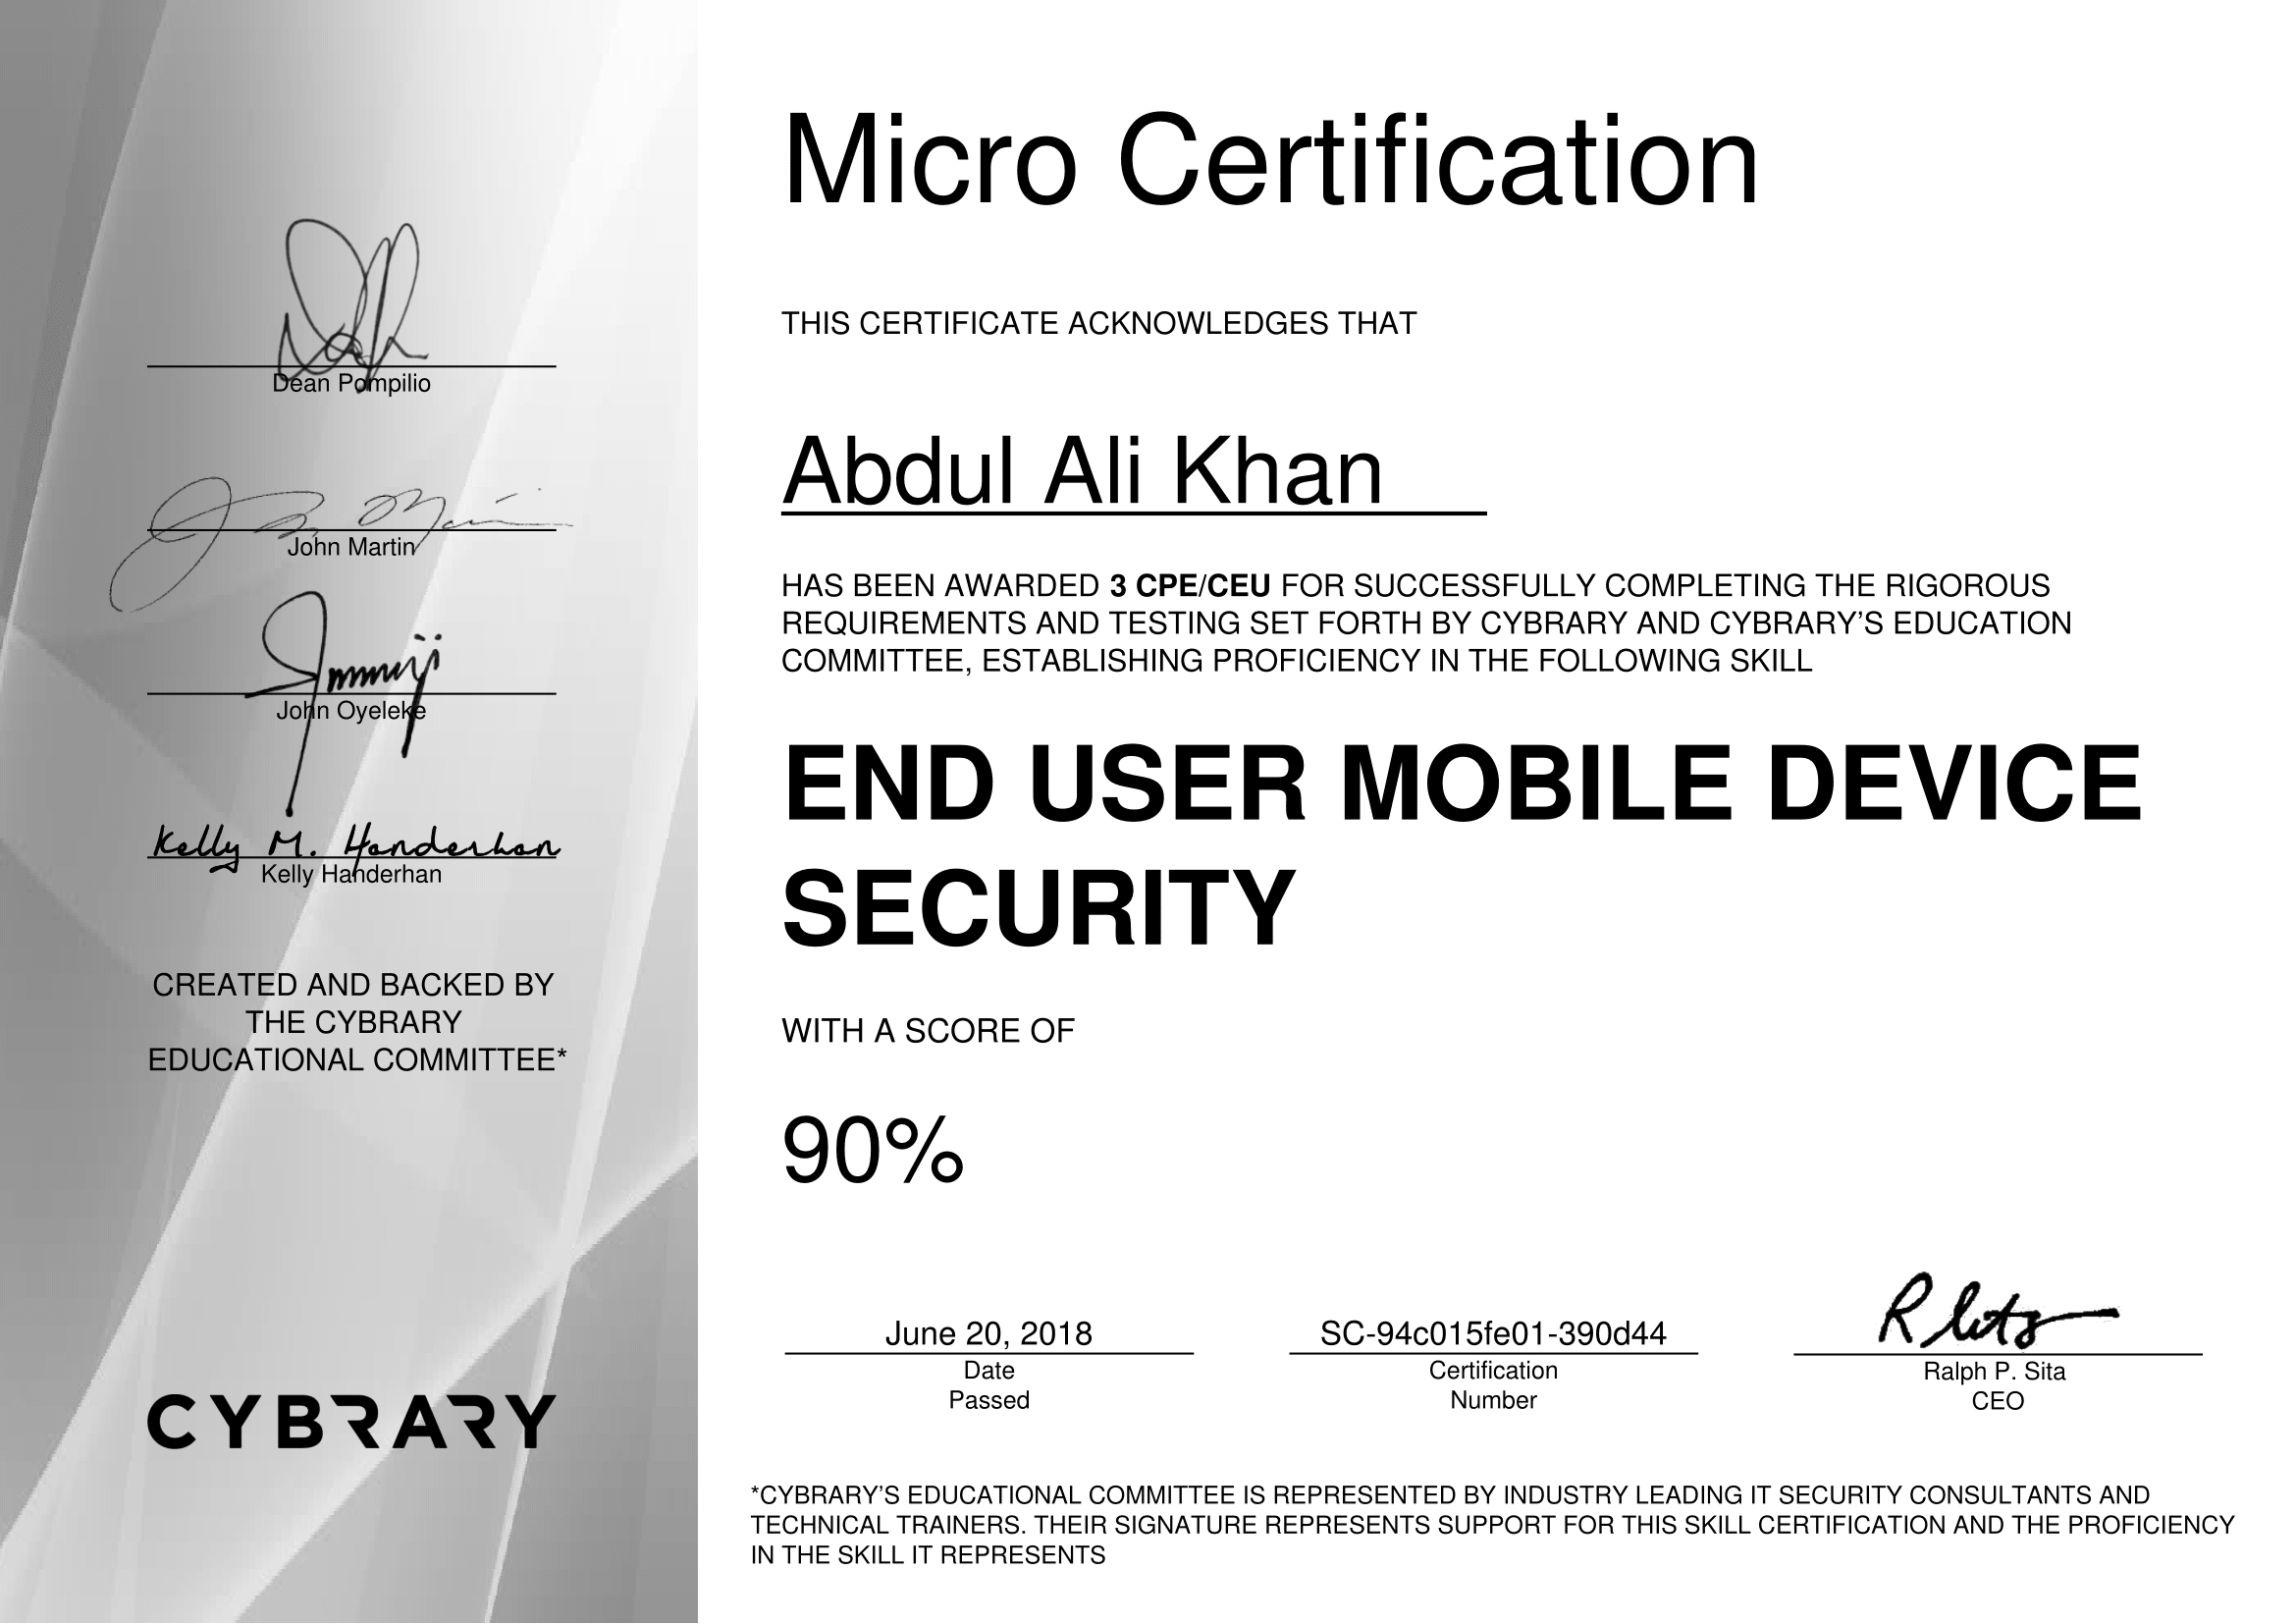 Micro Certification
THIS CERTIFICATE ACKNOWLEDGES THAT
Abdul Ali Khan
HAS BEEN AWARDED 3 CPE/CEU FOR SUCCESSFULLY COMPLETING THE RIGOROUS
REQUIREMENTS AND TESTING SET FORTH BY CYBRARY AND CYBRARY’S EDUCATION
COMMITTEE, ESTABLISHING PROFICIENCY IN THE FOLLOWING SKILL
END USER MOBILE DEVICE
SECURITY
WITH A SCORE OF
90%
June 20, 2018
Date
Passed
SC-94c015fe01-390d44
Certification
Number
Ralph P. Sita
CEO
*CYBRARY’S EDUCATIONAL COMMITTEE IS REPRESENTED BY INDUSTRY LEADING IT SECURITY CONSULTANTS AND
TECHNICAL TRAINERS. THEIR SIGNATURE REPRESENTS SUPPORT FOR THIS SKILL CERTIFICATION AND THE PROFICIENCY
IN THE SKILL IT REPRESENTS
Dean Pompilio
John Martin
John Oyeleke
Kelly M. Handerhan
Kelly Handerhan
CREATED AND BACKED BY
THE CYBRARY
EDUCATIONAL COMMITTEE*
CYBRARY